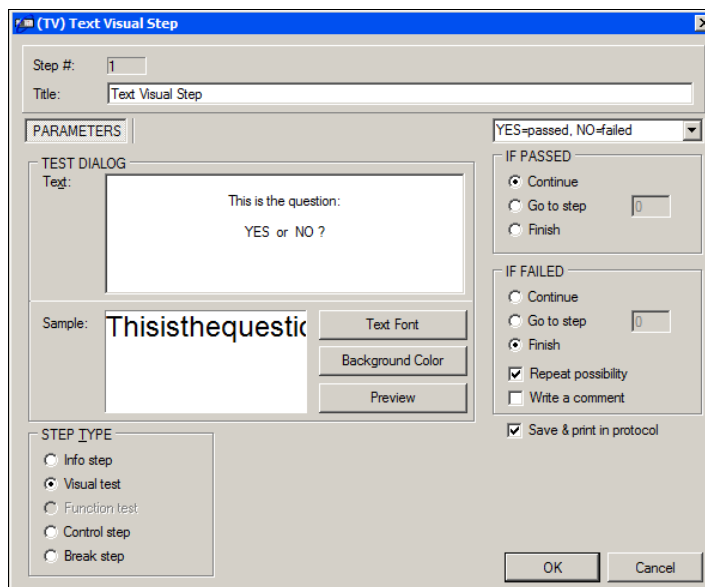 (TV) Text Visual Step
Step #: 1
Title: Text Visual Step
PARAMETERS
YES=passed, NO=failed
TEST DIALOG
Text:
This is the question:
YES or NO ?
Sample:
Thisisthequestic
Text Font
Background Color
Preview
IF PASSED
Continue
Go to step 0
Finish
IF FAILED
Continue
Go to step 0
Finish
Repeat possibility
Write a comment
Save & print in protocol
STEP TYPE
Info step
Visual test
Function test
Control step
Break step
OK
Cancel